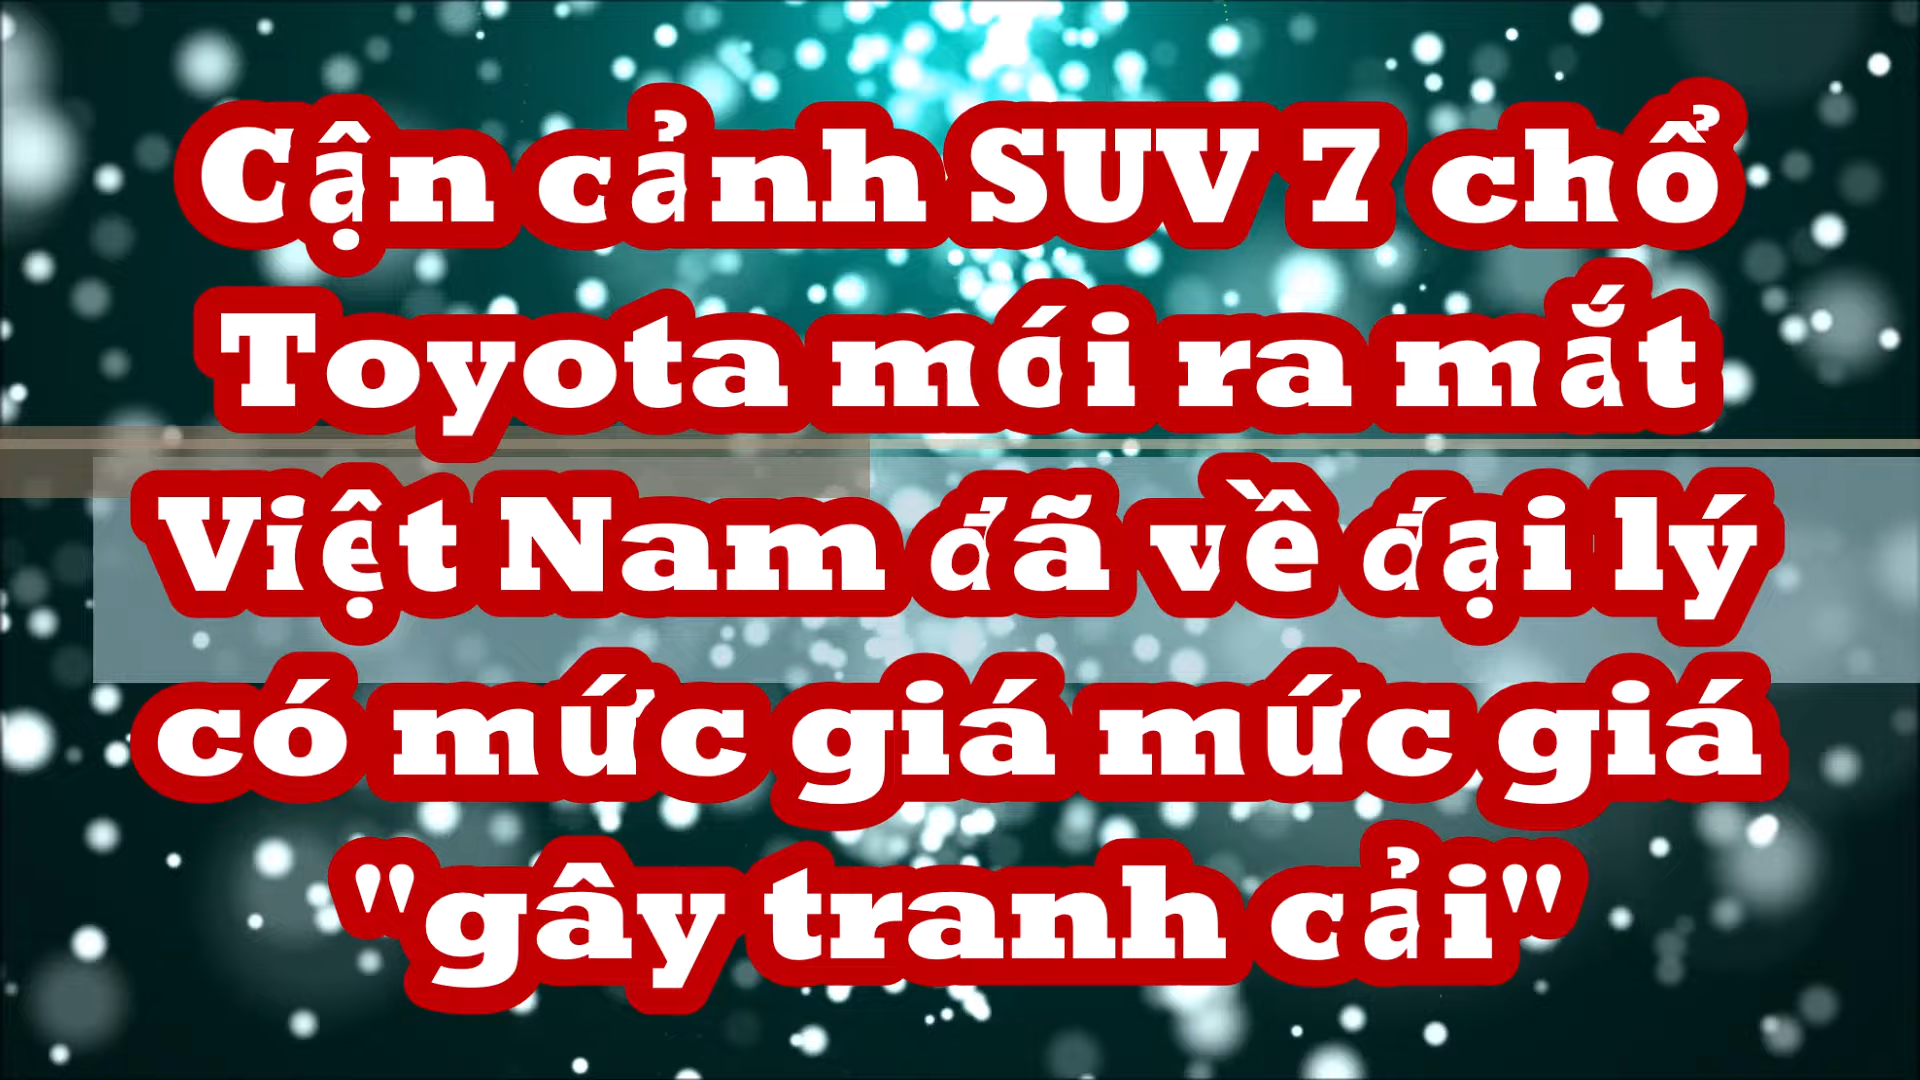 Cận cảnh SUV 7 chổ
Toyota mới ra mắt
Việt Nam đã về đại lý
có mức giá mức giá
"gây tranh cải"